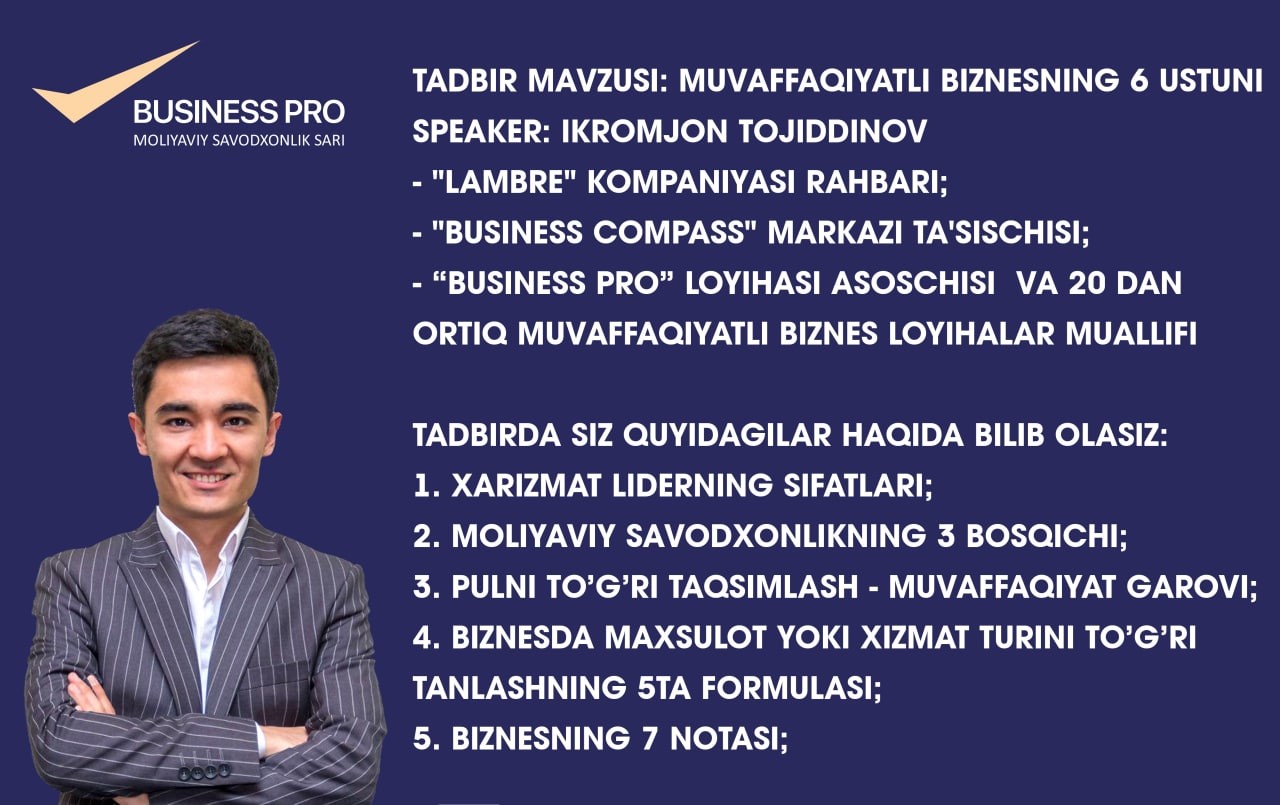 BUSINESS PRO
MOLIYAVIY SAVODXONLIK SARI
TADBIR MAVZUSI: MUVAFFAQIYATLI BIZNESNING 6 USTUNI
SPEAKER: IKROMJON TOJIDDINOV
- "LAMBRE" KOMPANIYASI RAHBARI;
- "BUSINESS COMPASS" MARKAZI TA'SISCHISI;
- “BUSINESS PRO” LOYIHASI ASOSCHISI  VA 20 DAN
ORTIQ MUVAFFAQIYATLI BIZNES LOYIHALAR MUALLIFI
TADBIRDA SIZ QUYIDAGILAR HAQIDA BILIB OLASIZ:
1. XARIZMAT LIDERNING SIFATLARI;
2. MOLIYAVIY SAVODXONLIKNING 3 BOSQICHI;
3. PULNI TO’G’RI TAQSIMLASH - MUVAFFAQIYAT GAROVI;
4. BIZNESDA MAXSULOT YOKI XIZMAT TURINI TO’G’RI
TANLASHNING 5TA FORMULASI;
5. BIZNESNING 7 NOTASI;